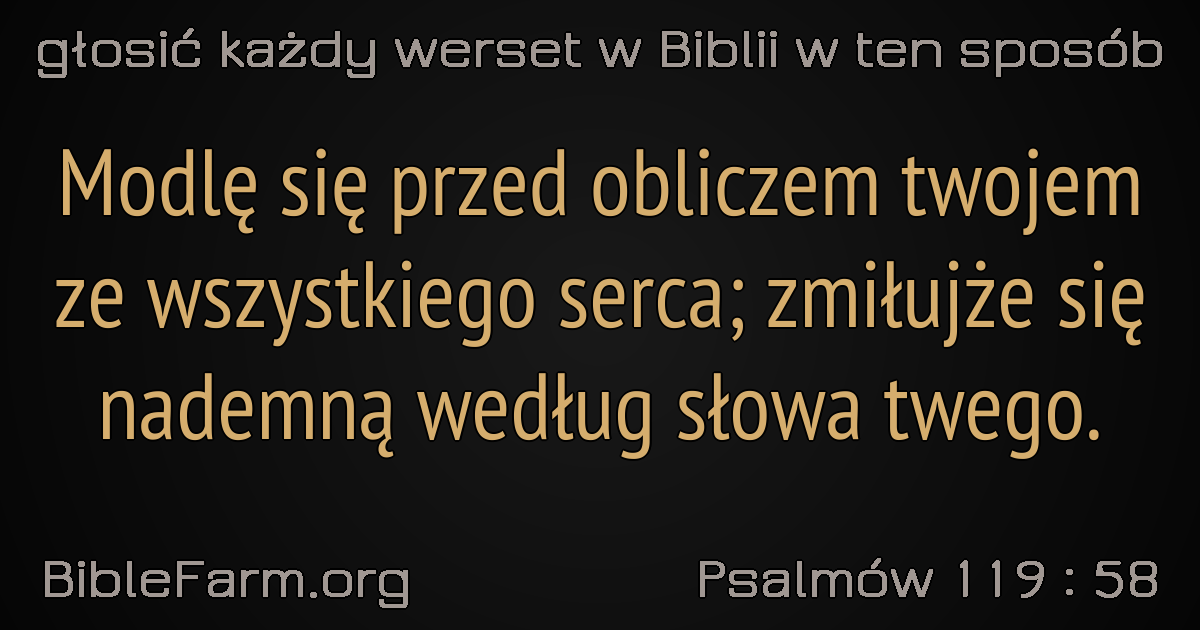 głosić każdy werset w Biblii w ten sposób
Modlę się przed obliczem twojem
ze wszystkiego serca; zmiłujże się
nademną według słowa twego.
BibleFarm.org
Psalmów 119 : 58